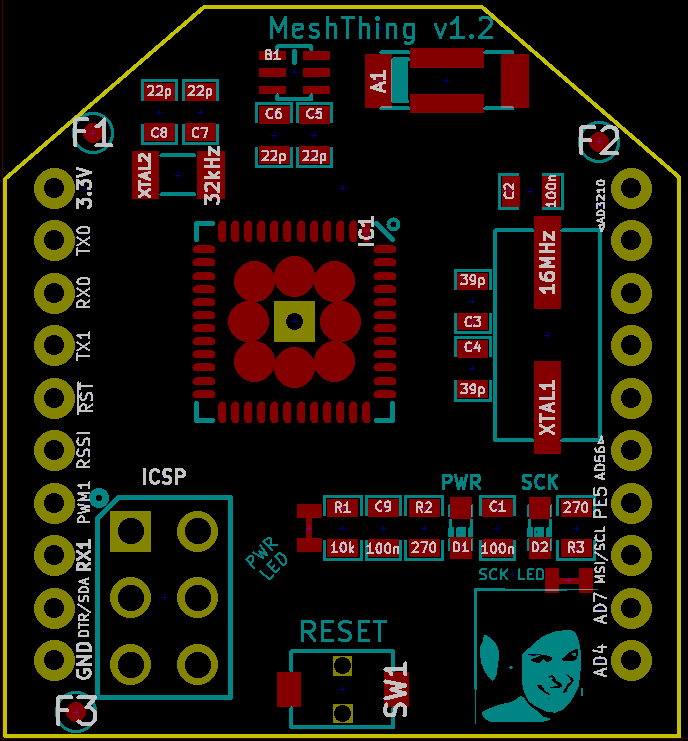 MeshThing v1.2
B1
A1
22p 22p
C6 C5
F1
C8 C7
F2
22p 22p
XTAL2
32kHz
3.3V
C2
100n
TX0
IC1
16MHz
RX0
39p
C3
TX1
C4
39p
RST
XTAL1
RSSI
ICSP
PWR
SCK
PWM1
PE5
R1 C9 R2 C1 270
RX1
PWR
LED
10k 100n 270 D1 100n D2 R3
MSI/SCL
SCK LED
DTR/SDA
AD7
RESET
GND
SW1
AD4
F3